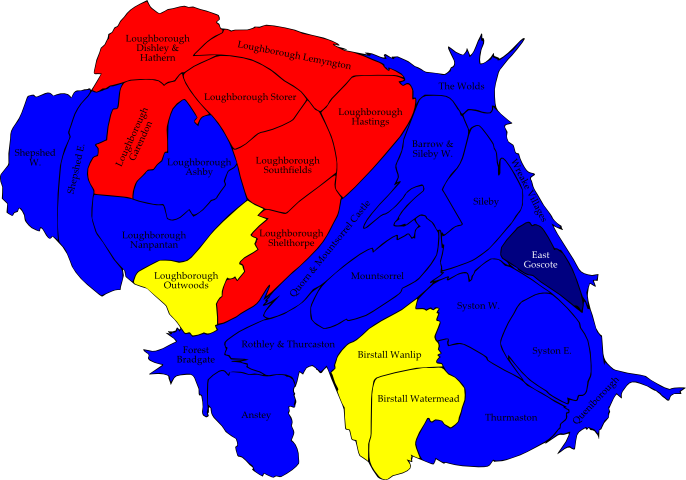 Loughborough
Dishley &
Hathern
Loughborough Lemyngton
The Wolds
Loughborough Storer
Loughborough
Hastings
Loughborough
Garendon
Shepshed
W.
Shepshed E.
Loughborough
Ashby
Loughborough
Southfields
Barrow &
Sileby W.
Wreake Villages
Sileby
Loughborough
Nanpantan
Loughborough
Shelthorpe
Quorn & Mountsorrel Castle
East
Goscote
Loughborough
Outwoods
Mountsorrel
Syston W.
Forest
Bradgate
Rothley & Thurcaston
Birstall Wanlip
Syston E.
Birstall Watermead
Anstey
Thurmaston
Queniborough